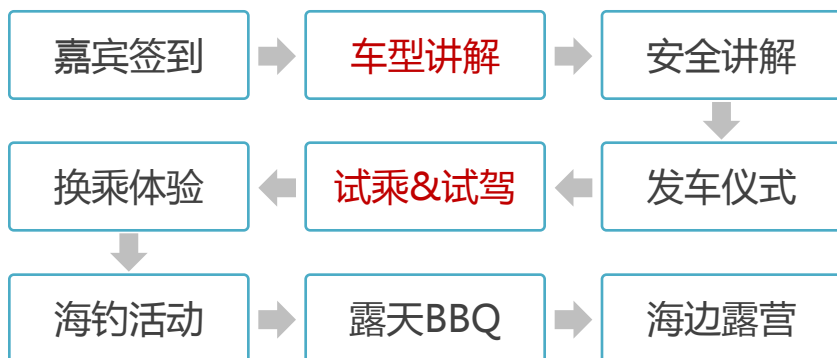 嘉宾签到
车型讲解
安全讲解
发车仪式
试乘&试驾
换乘体验
海钓活动
露天BBQ
海边露营